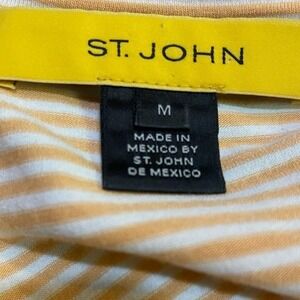 ST. JOHN
M
MADE IN
MEXICO BY
ST. JOHN
DE MEXICO